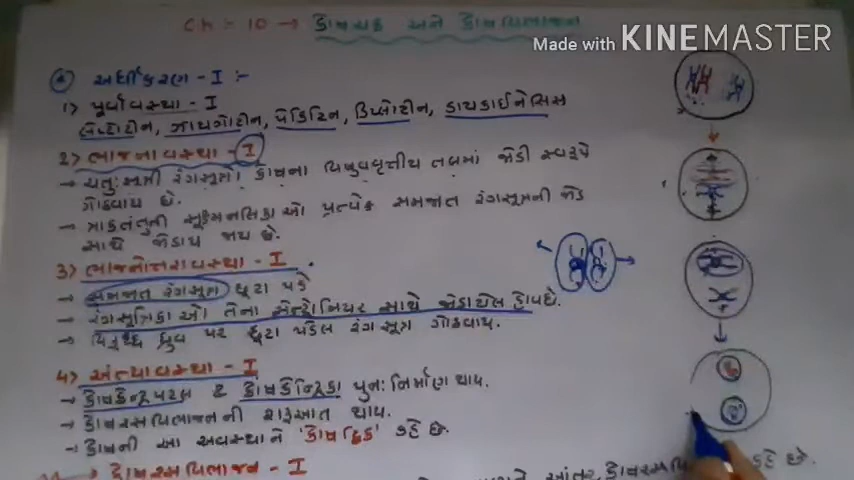 Ch = 10 → કોષચક્ર અને કોષવિભાજન
Made with KINEMASTER
* અર્ધીકરણ - I :-
1) પૂર્વાવસ્થા - I
લેપ્ટોટીન, ઝાયગોટીન, પેકિટિન, ડિપ્લોટીન, ડાયકાઈનેસિસ
2) ભાજનાવસ્થા - I
→ ચતુઃસૂત્રી રંગસૂત્રો કોષના વિષુવવૃત્તીય તલમાં જોડી સ્વરૂપે
ગોઠવાય છે.
→ ત્રાકતંતુની સૂક્ષ્મનલિકાઓ પ્રત્યેક સમજાત રંગસૂત્રની જોડ
સાથે જોડાય જાય છે.
3) ભાજનોત્તરાવસ્થા - I.
→ સમજાત રંગસૂત્ર છૂટા પડે
→ રંગસૂત્રિકાઓ તેના સેન્ટ્રોમિયર સાથે જોડાયેલ હોય છે.
→ વિરુદ્ધ ધ્રુવ પર છૂટા પડેલ રંગસૂત્ર ગોઠવાય.
4) અંત્યાવસ્થા - I
→ કોષકેન્દ્રપટલ ટ કોષકેન્દ્રિકા પુનઃનિર્માણ થાય.
→ કોષરસવિભાજનની શરૂઆત થાય.
→ કોષની આ અવસ્થાને 'કોષદ્વિક' કહે છે.
→ કોષરસવિભાજન - I
આંતર કોષરસ કહે છે.